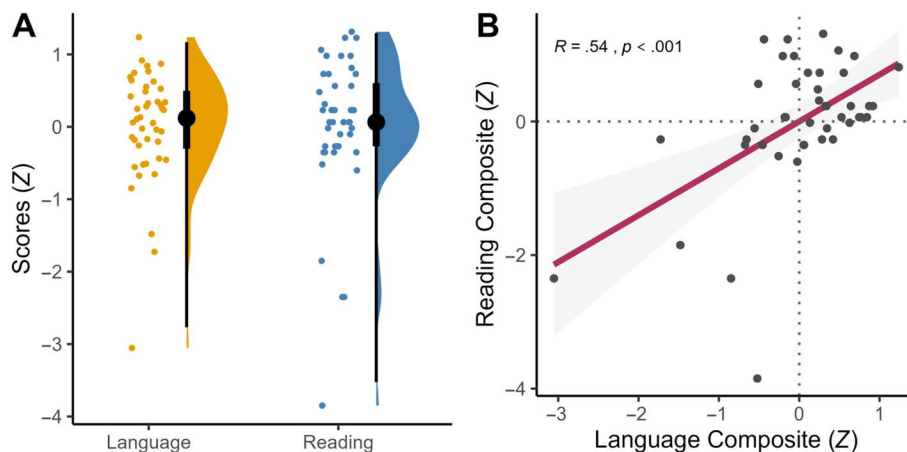 A
Scores (Z)
1
0
−1
−2
−3
−4
Language
Reading
B
R = .54 , p < .001
Reading Composite (Z)
0
−2
−4
−3
−2
−1
0
1
Language Composite (Z)